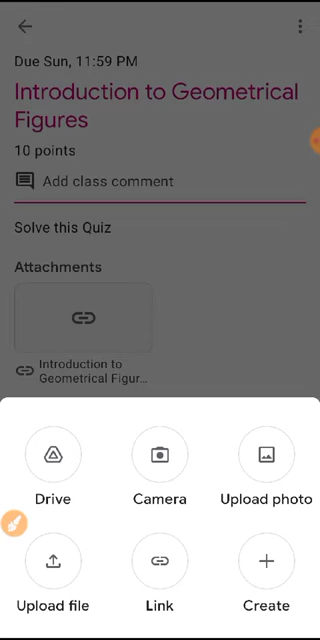 Due Sun, 11:59 PM
Introduction to Geometrical
Figures
10 points
Add class comment
Solve this Quiz
Attachments
Introduction to
Geometrical Figur...
Drive
Camera
Upload photo
Upload file
Link
Create